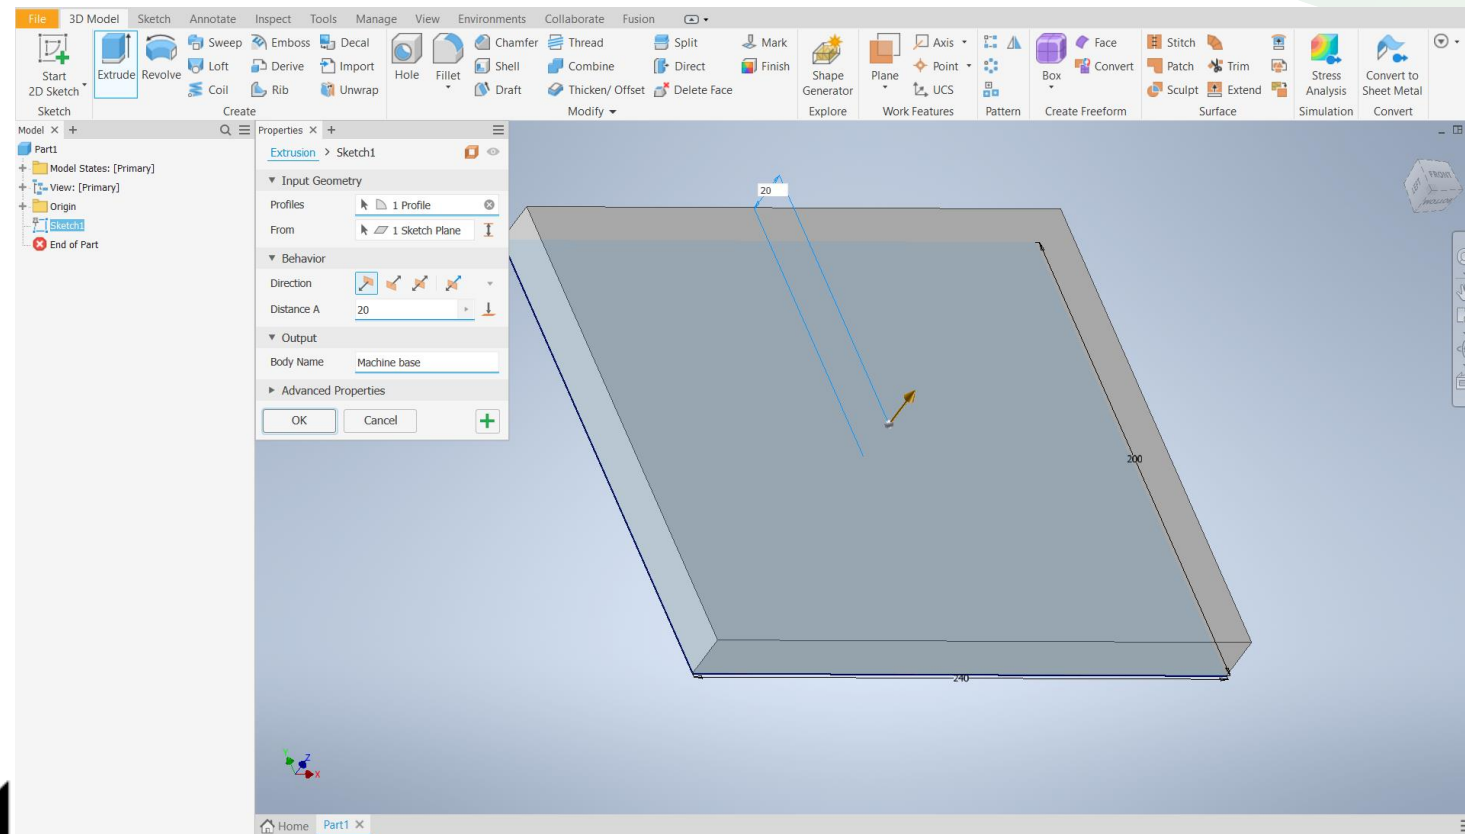 File 3D Model Sketch Annotate Inspect Tools Manage View Environments Collaborate Fusion
Start 2D Sketch
Extrude Revolve
Sweep Emboss Decal
Loft Derive Import
Coil Rib Unwrap
Hole Fillet
Chamfer Thread Split
Shell Combine Direct
Draft Thicken/ Offset Delete Face
Mark
Finish
Shape Generator
Plane
Axis
Point
UCS
Box
Face
Convert
Stitch
Patch Trim
Sculpt Extend
Stress Analysis
Convert to Sheet Metal
Sketch Create Modify Explore Work Features Pattern Create Freeform Surface Simulation Convert
Model × +
Part1
Model States: [Primary]
View: [Primary]
Origin
Sketch1
End of Part
Properties × +
Extrusion > Sketch1
Input Geometry
Profiles 1 Profile
From 1 Sketch Plane
Behavior
Direction
Distance A 20
Output
Body Name Machine base
Advanced Properties
OK Cancel
20
200
240
FRONT
LEFT
Y
Z
X
Home Part1 ×